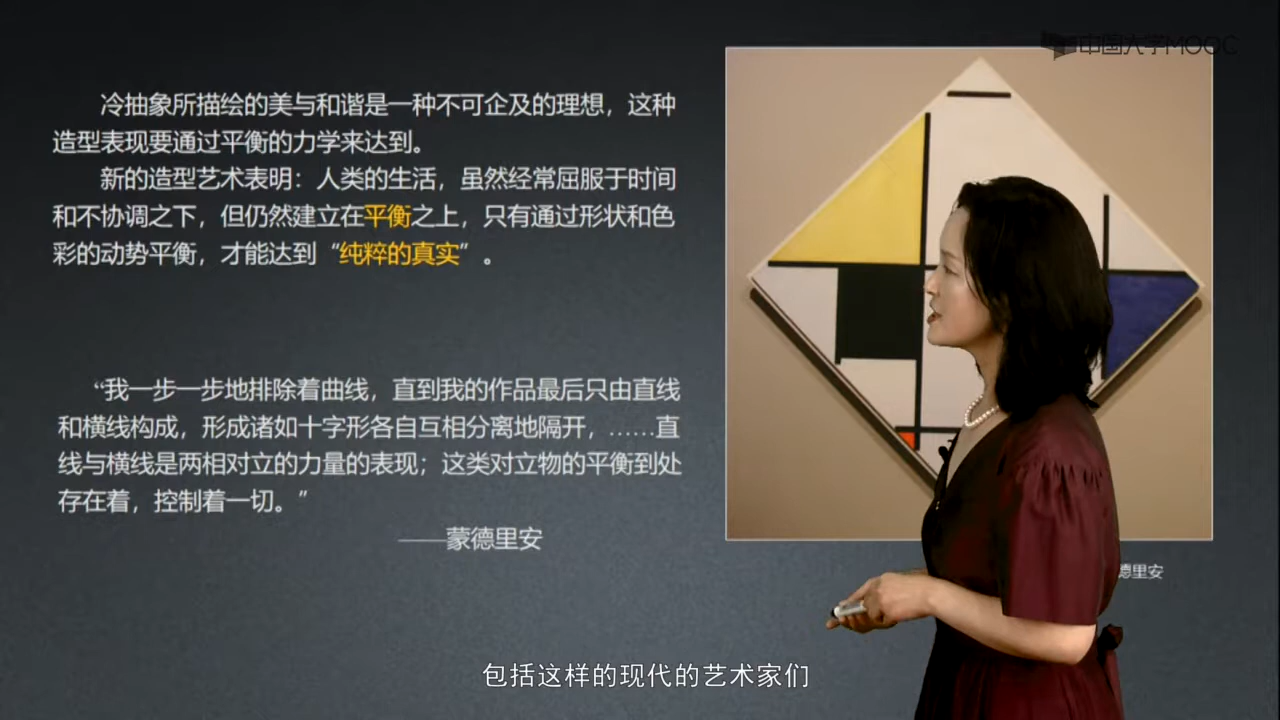 中国大学MOOC
冷抽象所描绘的美与和谐是一种不可企及的理想，这种
造型表现要通过平衡的力学来达到。
新的造型艺术表明：人类的生活，虽然经常屈服于时间
和不协调之下，但仍然建立在平衡之上，只有通过形状和色
彩的动势平衡，才能达到“纯粹的真实”。
“我一步一步地排除着曲线，直到我的作品最后只由直线
和横线构成，形成诸如十字形各自互相分离地隔开，……直
线与横线是两相对立的力量的表现；这类对立物的平衡到处
存在着，控制着一切。”
——蒙德里安
德里安
包括这样的现代的艺术家们